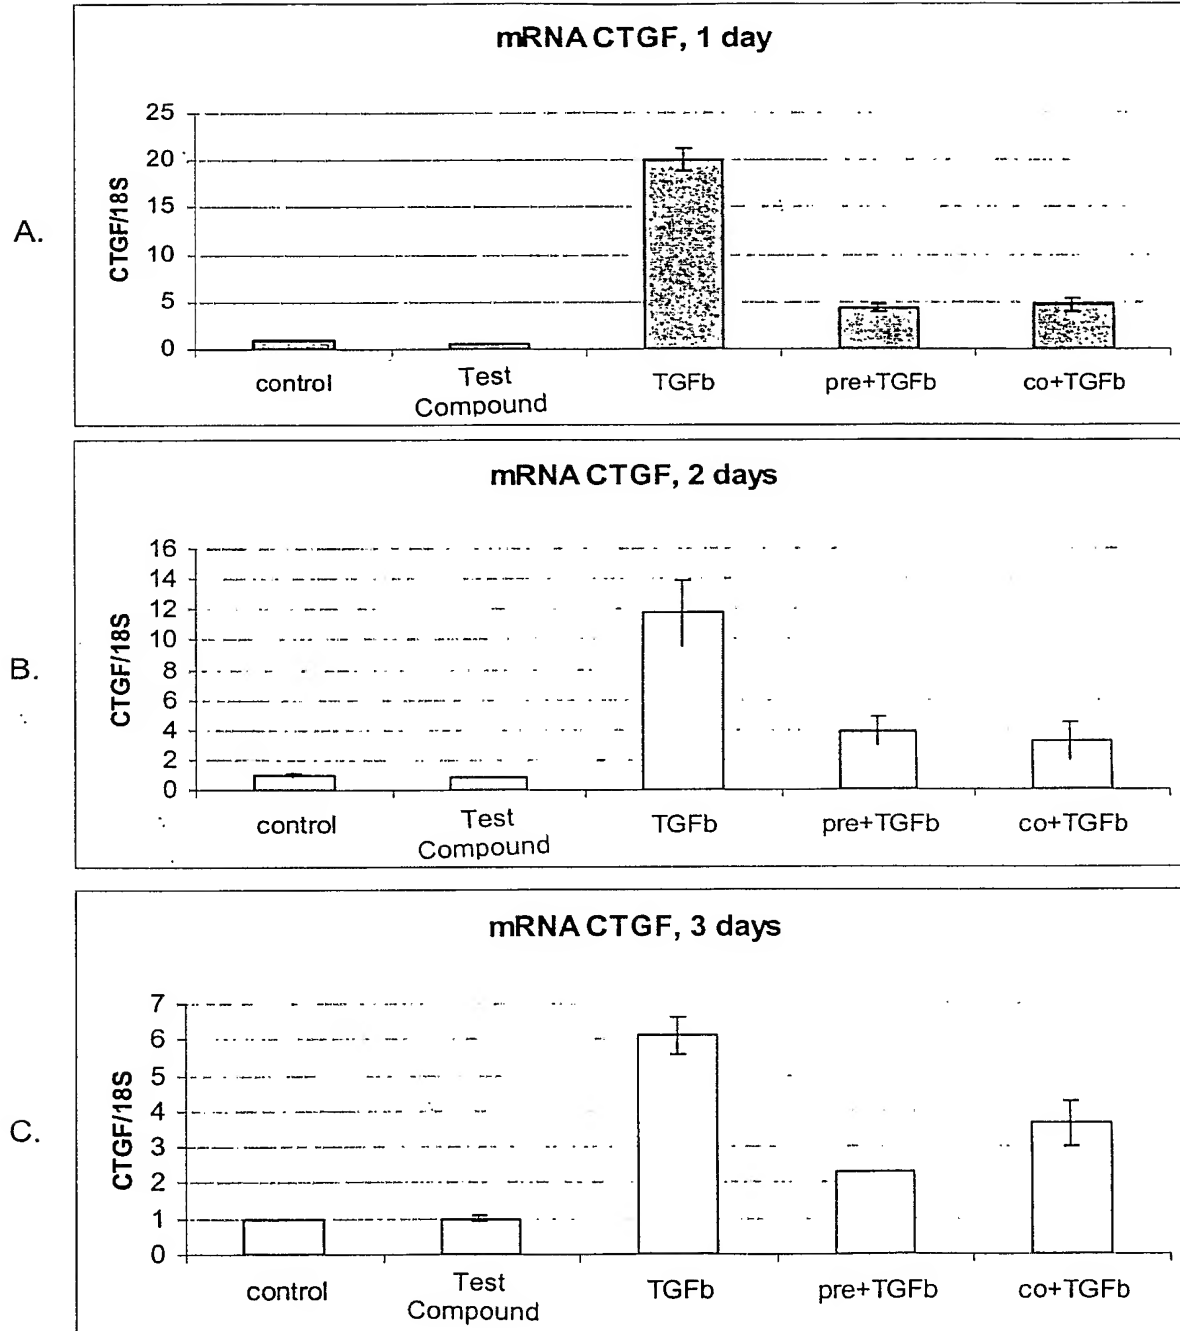 A.
mRNA CTGF, 1 day
CTGF/18S
25
20
15
10
5
0
control
Test
Compound
TGFb
pre+TGFb
co+TGFb
B.
mRNA CTGF, 2 days
CTGF/18S
16
14
12
10
8
6
4
2
0
control
Test
Compound
TGFb
pre+TGFb
co+TGFb
C.
mRNA CTGF, 3 days
CTGF/18S
7
6
5
4
3
2
1
0
control
Test
Compound
TGFb
pre+TGFb
co+TGFb